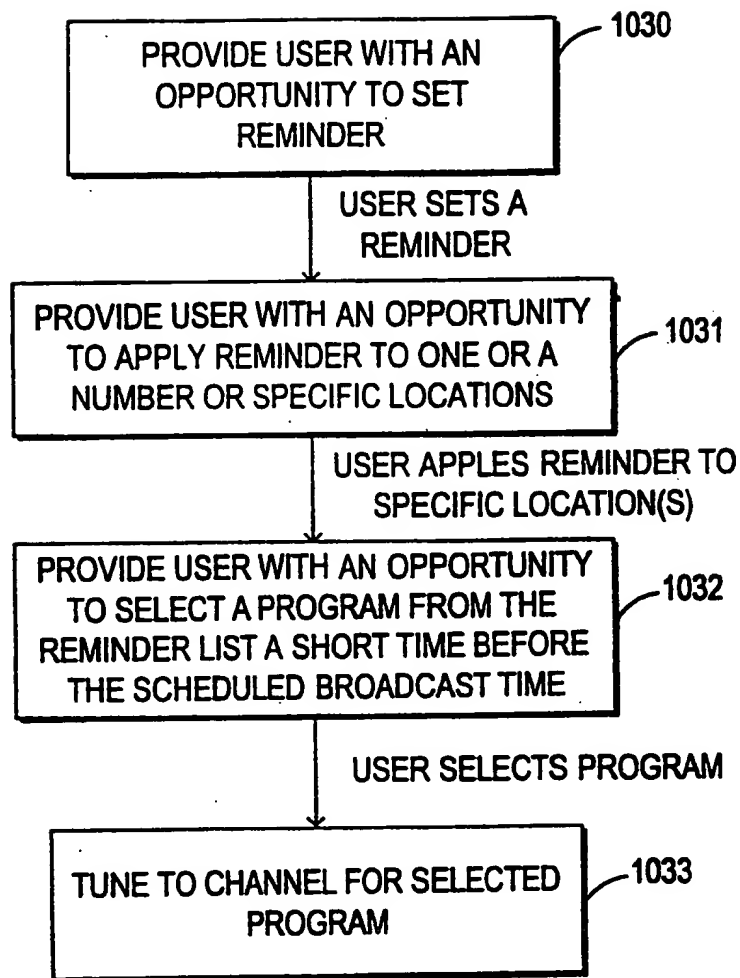 1030
PROVIDE USER WITH AN
OPPORTUNITY TO SET
REMINDER
USER SETS A
REMINDER
PROVIDE USER WITH AN OPPORTUNITY
TO APPLY REMINDER TO ONE OR A
NUMBER OR SPECIFIC LOCATIONS
1031
USER APPLES REMINDER TO
SPECIFIC LOCATION(S)
PROVIDE USER WITH AN OPPORTUNITY
TO SELECT A PROGRAM FROM THE
REMINDER LIST A SHORT TIME BEFORE
THE SCHEDULED BROADCAST TIME
1032
USER SELECTS PROGRAM
TUNE TO CHANNEL FOR SELECTED
PROGRAM
1033